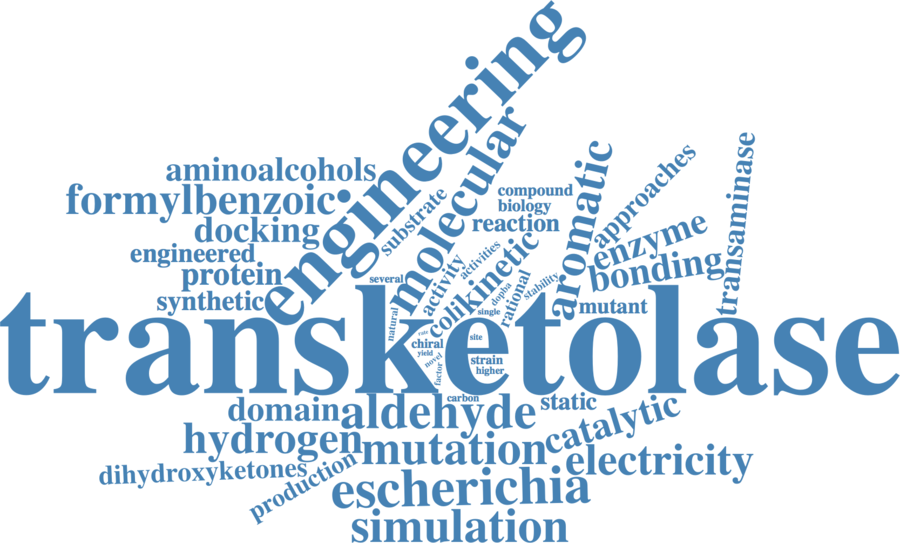 engineering
molecular
aromatic
approaches
transaminase
aminoalcohols
formylbenzoic
docking
engineered
protein
synthetic
substrate
compound
biology
reaction
enzyme
bonding
mutant
several
activity
activities
coli
kinetic
dopba
rational
stability
natural
single
transketolase
rate
chiral
yield
novel
factor
site
strain
higher
carbon
static
domain
aldehyde
catalytic
hydrogen
mutation
electricity
dihydroxyketones
production
escherichia
simulation